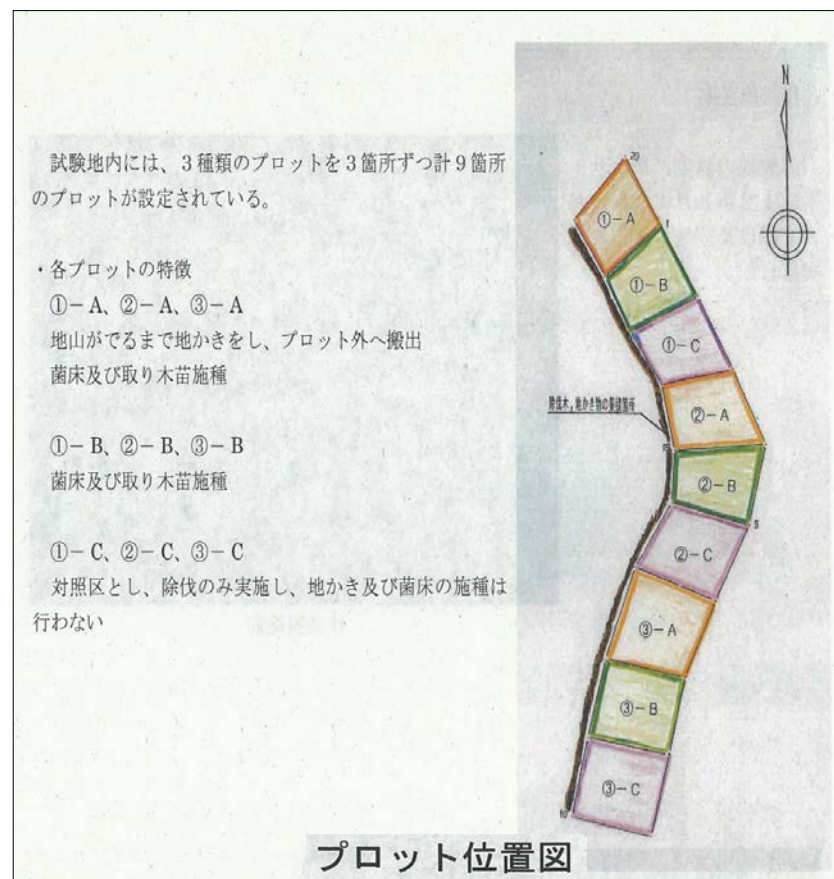 試験地内には、3種類のプロットを3箇所ずつ計9箇所
のプロットが設定されている。
・各プロットの特徴
①-A、②-A、③-A
地山がでるまで地かきをし、プロット外へ搬出
菌床及び取り木苗施種
①-B、②-B、③-B
菌床及び取り木苗施種
①-C、②-C、③-C
対照区とし、除伐のみ実施し、地かき及び菌床の施種は
行わない
N
20
①-A
1
①-B
①-C
②-A
②-B
5
②-C
③-A
③-B
③-C
10
プロット位置図